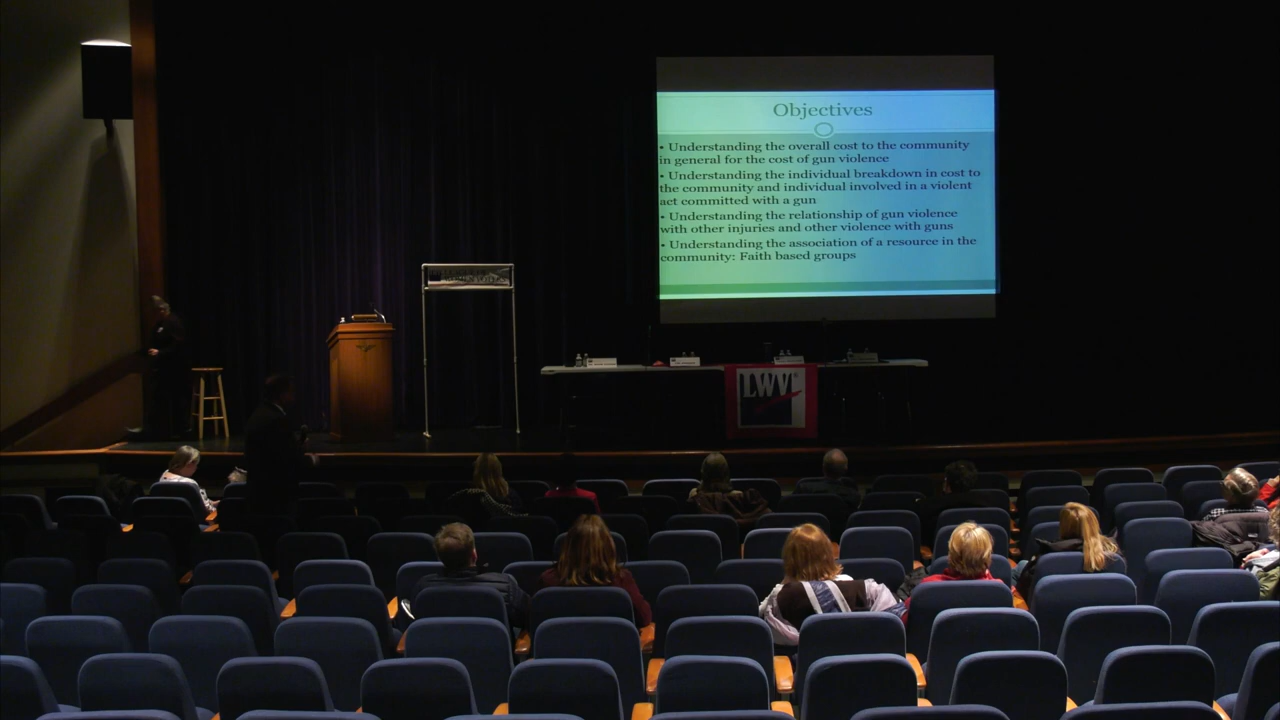 Objectives
• Understanding the overall cost to the community
in general for the cost of gun violence
• Understanding the individual breakdown in cost to
the community and individual involved in a violent
act committed with a gun
• Understanding the relationship of gun violence
with other injuries and other violence with guns
• Understanding the association of a resource in the
community: Faith based groups
LWV